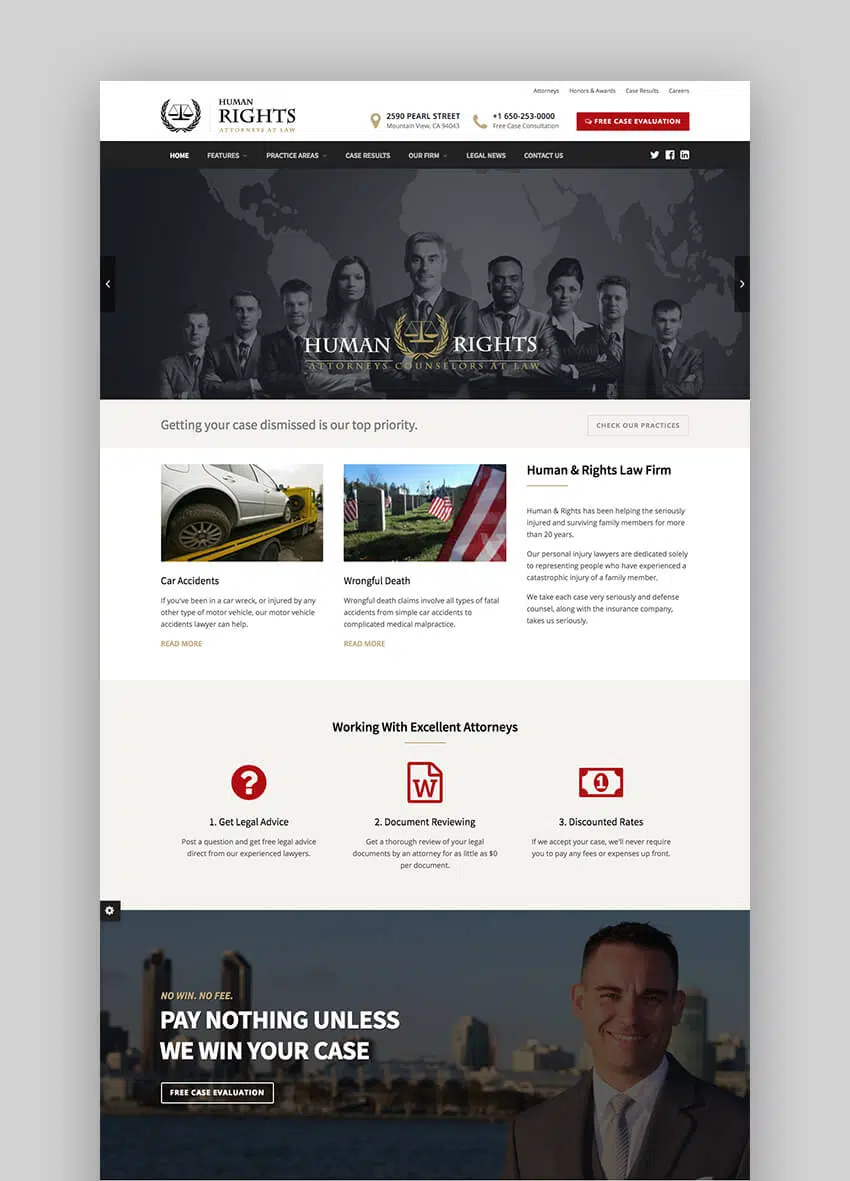 Attorneys Honors & Awards Case Results Careers
HUMAN
RIGHTS
ATTORNEYS AT LAW
2590 PEARL STREET
Mountain View, CA 94043
+1 650-253-0000
Free Case Consultation
FREE CASE EVALUATION
HOME FEATURES PRACTICE AREAS CASE RESULTS OUR FIRM LEGAL NEWS CONTACT US
HUMAN RIGHTS
ATTORNEYS COUNSELORS AT LAW
Getting your case dismissed is our top priority.
CHECK OUR PRACTICES
Car Accidents
If you've been in a car wreck, or injured by any
other type of motor vehicle, our motor vehicle
accidents lawyer can help.
READ MORE
Wrongful Death
Wrongful death claims involve all types of fatal
accidents from simple car accidents to
complicated medical malpractice.
READ MORE
Human & Rights Law Firm
Human & Rights has been helping the seriously
injured and surviving family members for more
than 20 years.
Our personal injury lawyers are dedicated solely
to representing people who have experienced a
catastrophic injury of a family member.
We take each case very seriously and defense
counsel, along with the insurance company,
takes us seriously.
Working With Excellent Attorneys
1. Get Legal Advice
Post a question and get free legal advice
direct from our experienced lawyers.
W
2. Document Reviewing
Get a thorough review of your legal
documents by an attorney for as little as $0
per document.
1
3. Discounted Rates
If we accept your case, we'll never require
you to pay any fees or expenses up front.
NO WIN. NO FEE.
PAY NOTHING UNLESS
WE WIN YOUR CASE
FREE CASE EVALUATION